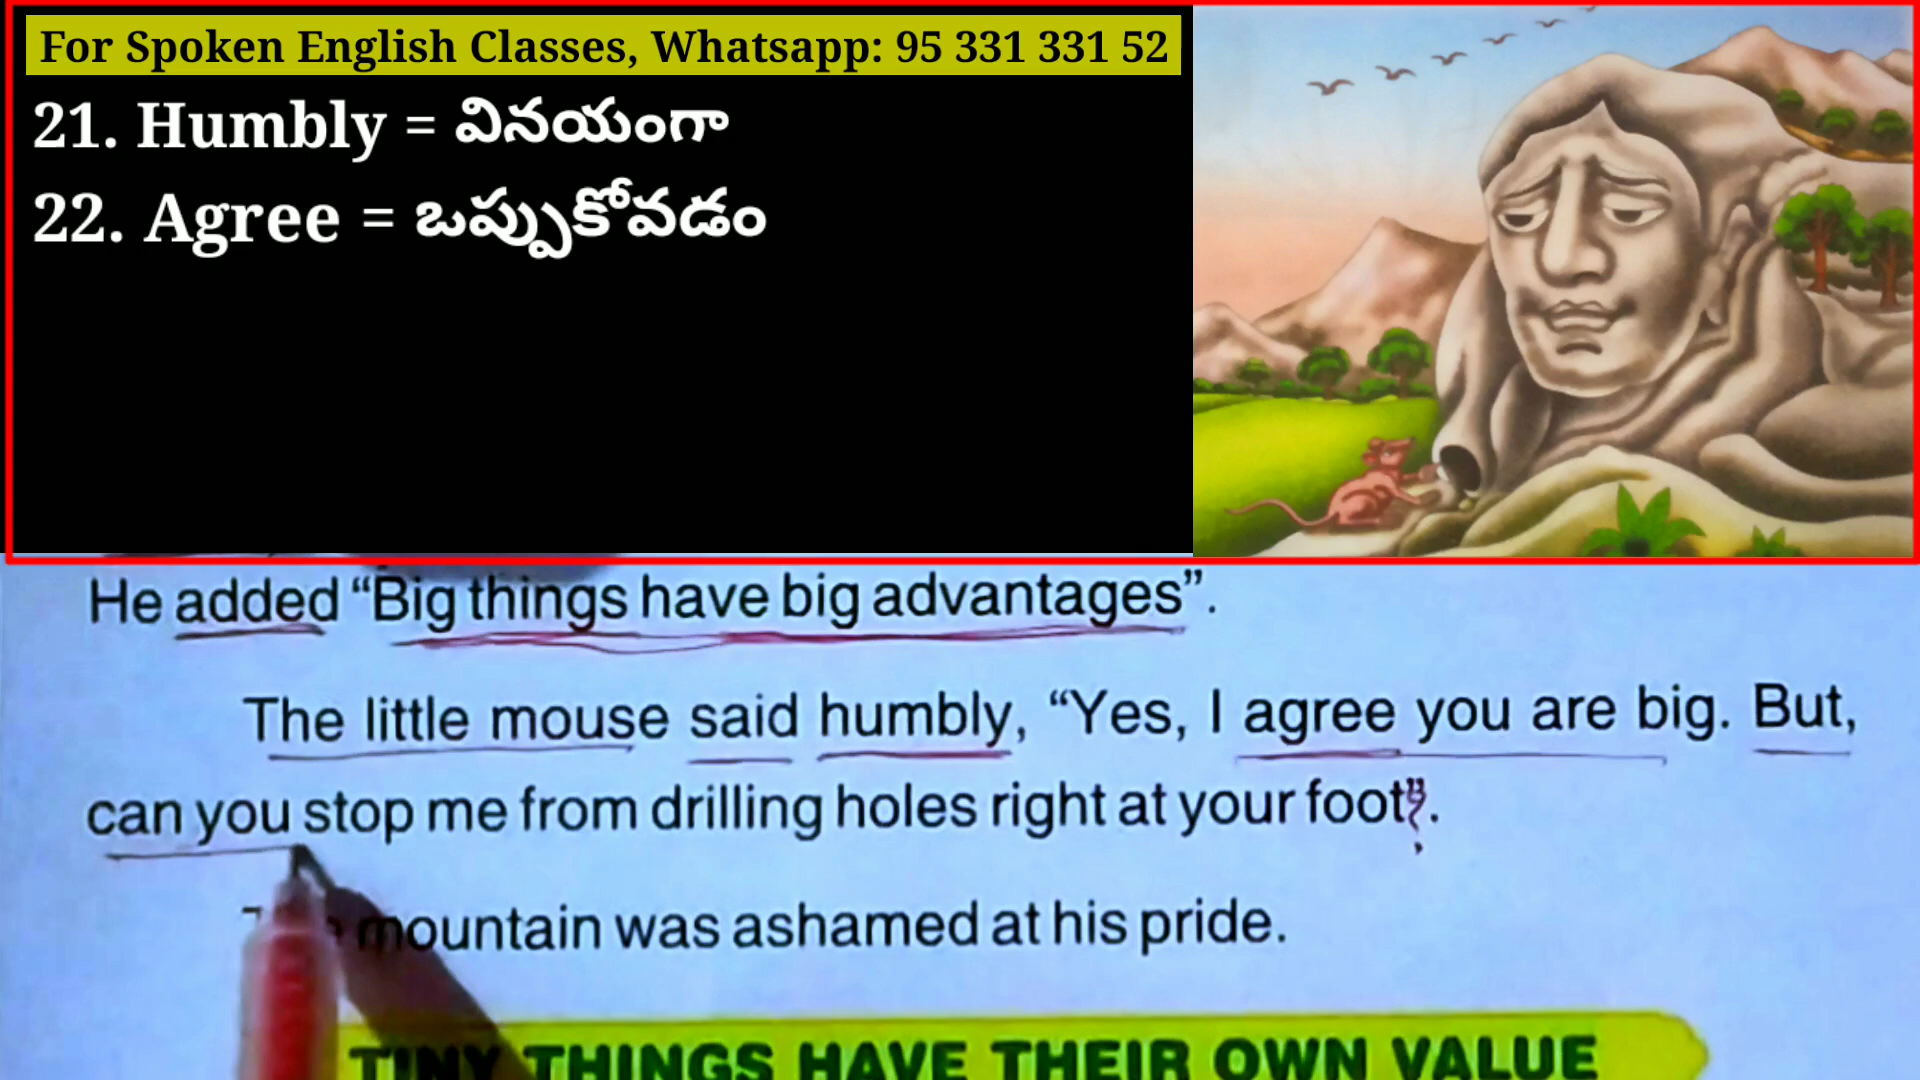 For Spoken English Classes, Whatsapp: 95 331 331 52
21. Humbly = వినయంగా
22. Agree = ఒప్పుకోవడం
He added “Big things have big advantages”.
The little mouse said humbly, “Yes, I agree you are big. But,
can you stop me from drilling holes right at your foot”?.
mountain was ashamed at his pride.
TINY THINGS HAVE THEIR OWN VALUE